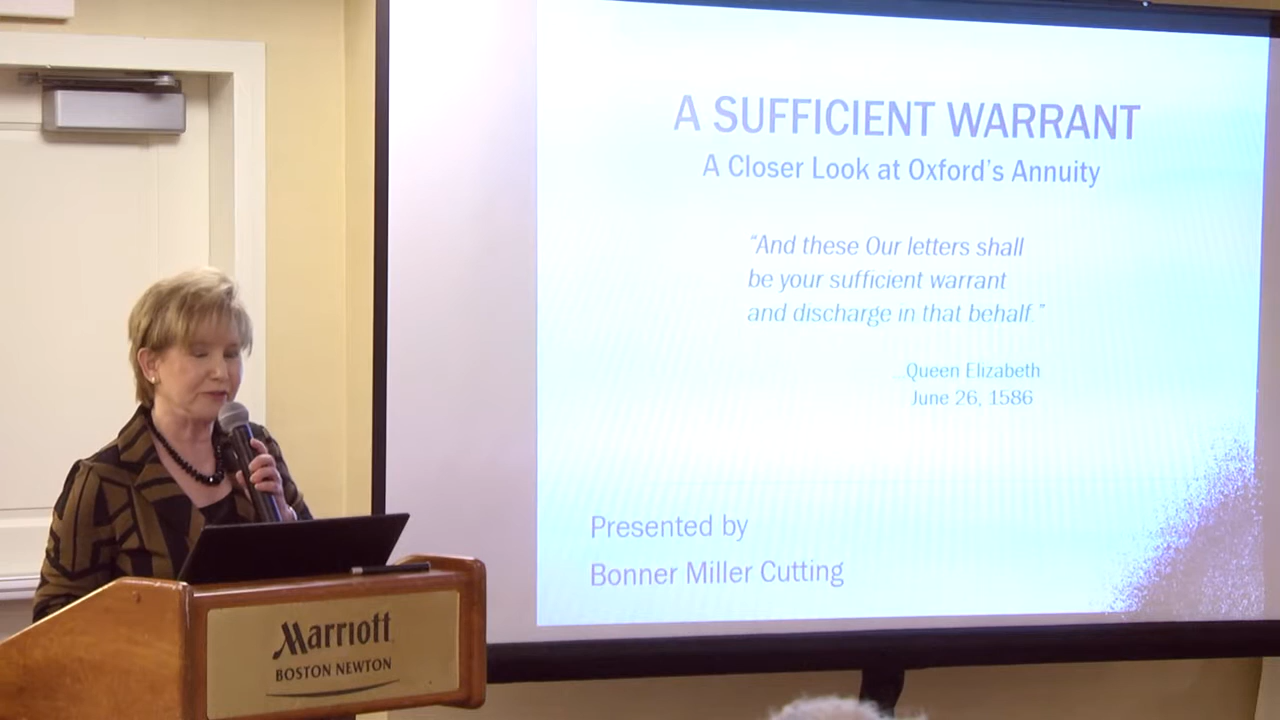 A SUFFICIENT WARRANT
A Closer Look at Oxford's Annuity
"And these Our letters shall
be your sufficient warrant
and discharge in that behalf."
...Queen Elizabeth
June 26, 1586
Presented by
Bonner Miller Cutting
Marriott
BOSTON NEWTON